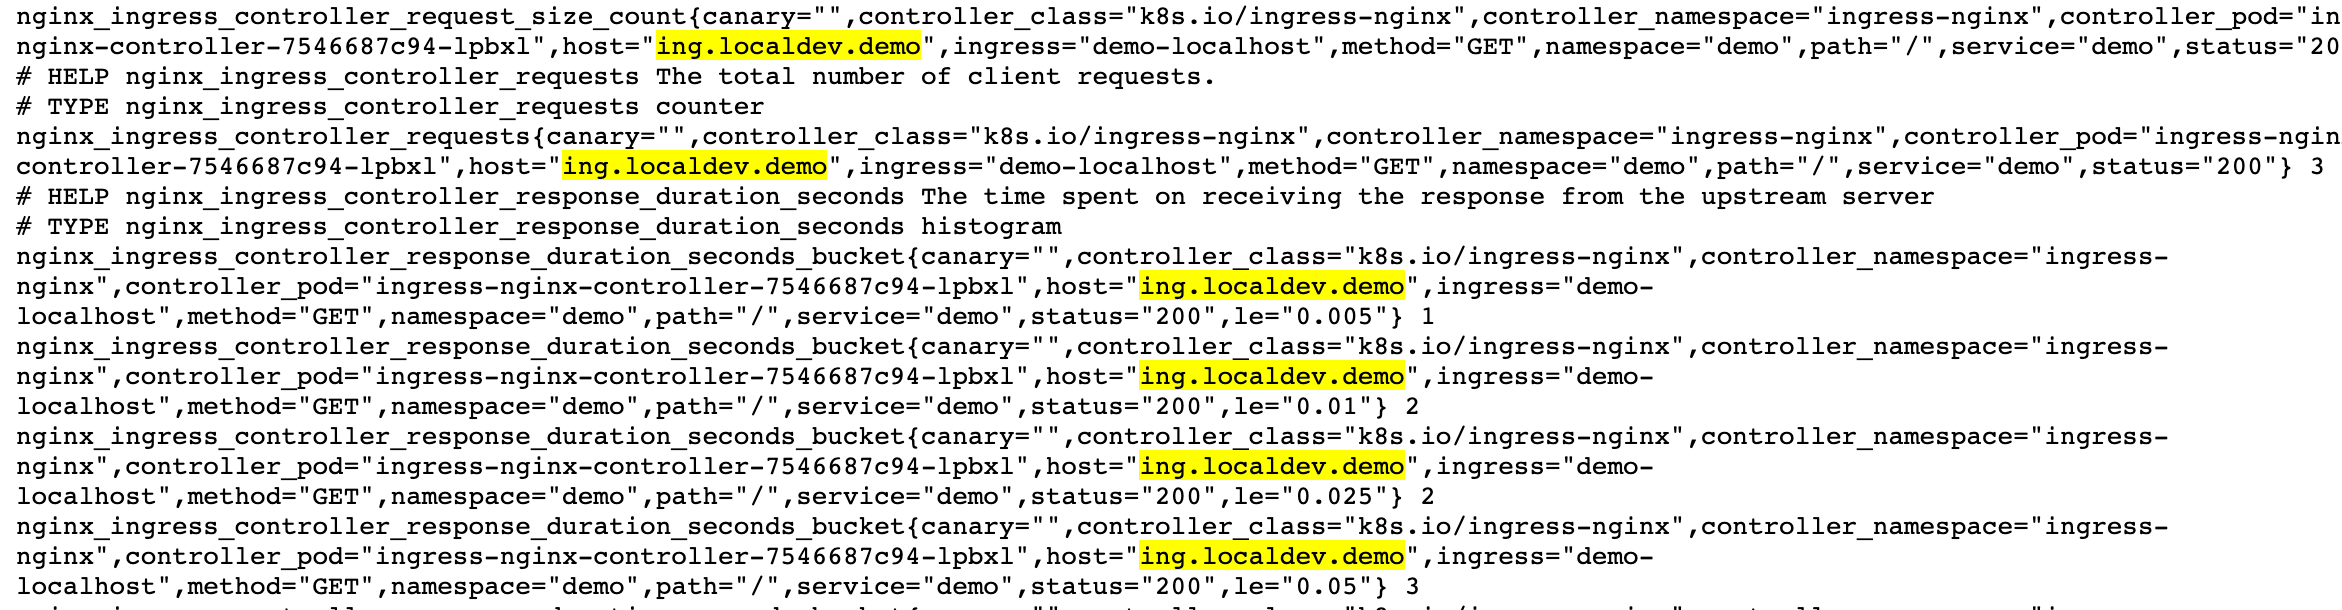 nginx_ingress_controller_request_size_count{canary="",controller_class="k8s.io/ingress-nginx",controller_namespace="ingress-nginx",controller_pod="in
nginx-controller-7546687c94-lpbxl",host="ing.localdev.demo",ingress="demo-localhost",method="GET",namespace="demo",path="/",service="demo",status="20
# HELP nginx_ingress_controller_requests The total number of client requests.
# TYPE nginx_ingress_controller_requests counter
nginx_ingress_controller_requests{canary="",controller_class="k8s.io/ingress-nginx",controller_namespace="ingress-nginx",controller_pod="ingress-ngin
controller-7546687c94-lpbxl",host="ing.localdev.demo",ingress="demo-localhost",method="GET",namespace="demo",path="/",service="demo",status="200"} 3
# HELP nginx_ingress_controller_response_duration_seconds The time spent on receiving the response from the upstream server
# TYPE nginx_ingress_controller_response_duration_seconds histogram
nginx_ingress_controller_response_duration_seconds_bucket{canary="",controller_class="k8s.io/ingress-nginx",controller_namespace="ingress-
nginx",controller_pod="ingress-nginx-controller-7546687c94-lpbxl",host="ing.localdev.demo",ingress="demo-
localhost",method="GET",namespace="demo",path="/",service="demo",status="200",le="0.005"} 1
nginx_ingress_controller_response_duration_seconds_bucket{canary="",controller_class="k8s.io/ingress-nginx",controller_namespace="ingress-
nginx",controller_pod="ingress-nginx-controller-7546687c94-lpbxl",host="ing.localdev.demo",ingress="demo-
localhost",method="GET",namespace="demo",path="/",service="demo",status="200",le="0.01"} 2
nginx_ingress_controller_response_duration_seconds_bucket{canary="",controller_class="k8s.io/ingress-nginx",controller_namespace="ingress-
nginx",controller_pod="ingress-nginx-controller-7546687c94-lpbxl",host="ing.localdev.demo",ingress="demo-
localhost",method="GET",namespace="demo",path="/",service="demo",status="200",le="0.025"} 2
nginx_ingress_controller_response_duration_seconds_bucket{canary="",controller_class="k8s.io/ingress-nginx",controller_namespace="ingress-
nginx",controller_pod="ingress-nginx-controller-7546687c94-lpbxl",host="ing.localdev.demo",ingress="demo-
localhost",method="GET",namespace="demo",path="/",service="demo",status="200",le="0.05"} 3